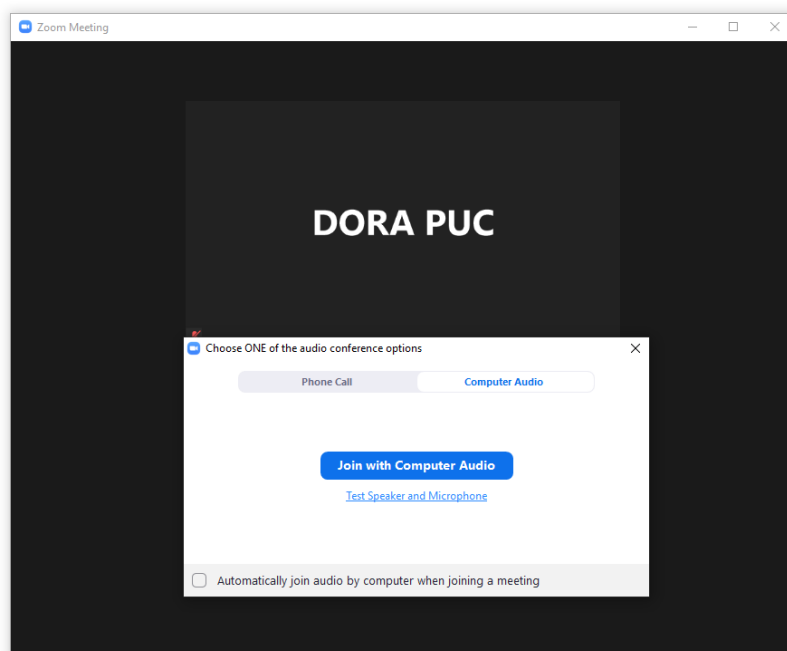 Zoom Meeting
DORA PUC
Choose ONE of the audio conference options
Phone Call
Computer Audio
Join with Computer Audio
Test Speaker and Microphone
Automatically join audio by computer when joining a meeting